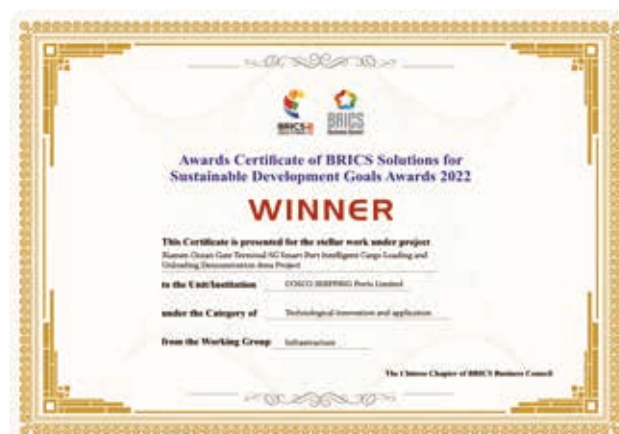 BRICS
BRICS
Business Council
Awards Certificate of BRICS Solutions for
Sustainable Development Goals Awards 2022
WINNER
This Certificate is presented for the stellar work under project
Xiamen Ocean Gate Terminal 5G Smart Port Intelligent Cargo Loading and
Unloading Demonstration Area Project
to the Unit/Institution COSCO SHIPPING Ports Limited
under the Category of Technological innovation and application
from the Working Group Infrastructure
The Chinese Chapter of BRICS Business Council